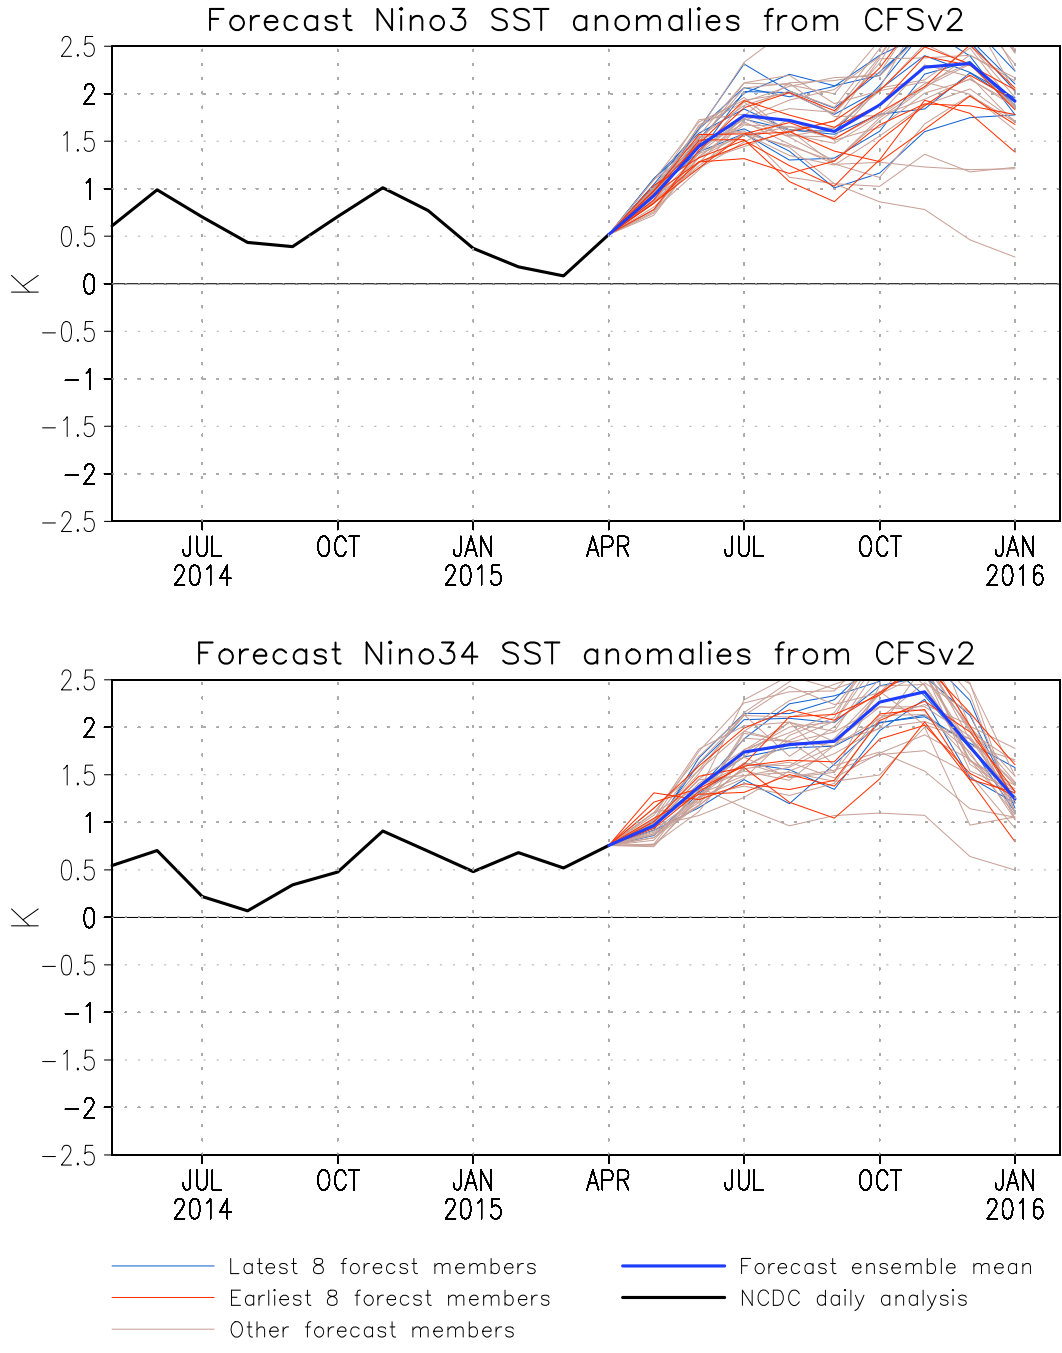 Forecast Nino3 SST anomalies from CFSv2
2.5
2
1.5
1
0.5
0
-0.5
-1
-1.5
-2
-2.5
K
JUL OCT JAN APR JUL OCT JAN
2014 2015 2016
Forecast Nino34 SST anomalies from CFSv2
2.5
2
1.5
1
0.5
0
-0.5
-1
-1.5
-2
-2.5
K
JUL OCT JAN APR JUL OCT JAN
2014 2015 2016
Latest 8 forecst members
Earliest 8 forecst members
Other forecast members
Forecast ensemble mean
NCDC daily analysis